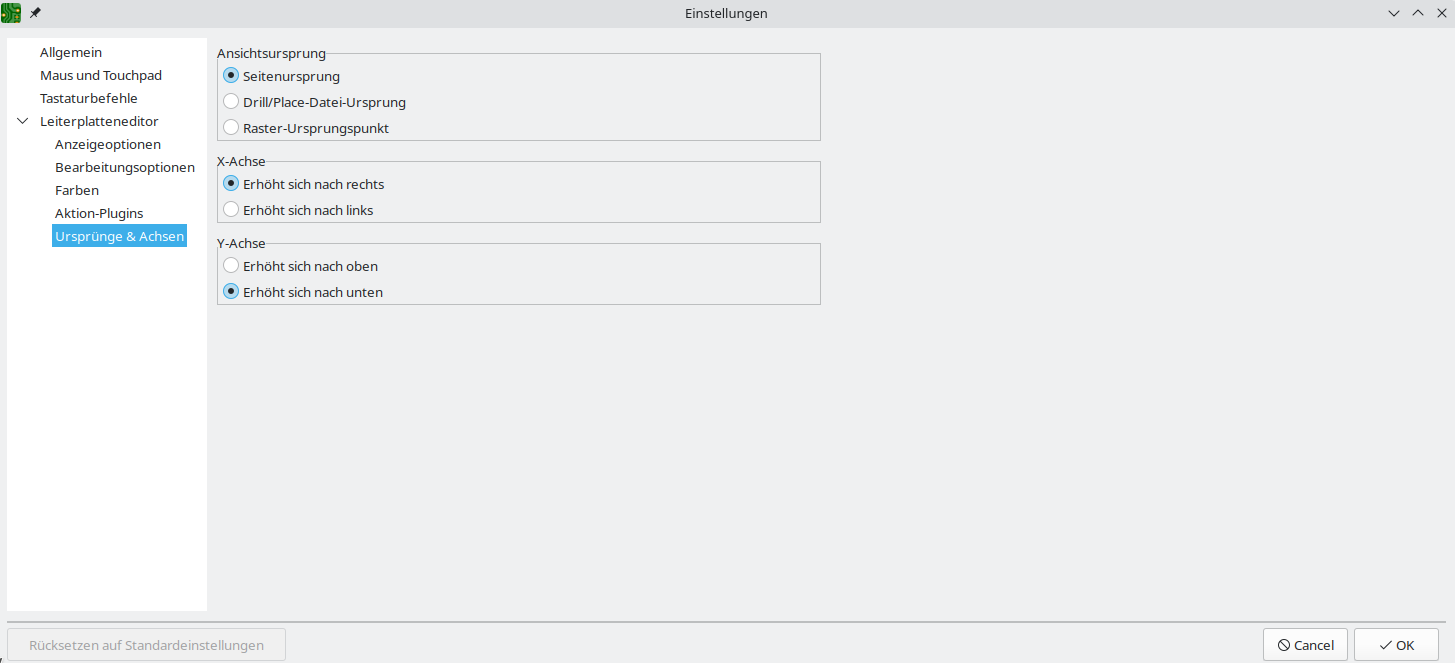 Einstellungen
Allgemein
Maus und Touchpad
Tastaturbefehle
Leiterplatteneditor
Anzeigeoptionen
Bearbeitungsoptionen
Farben
Aktion-Plugins
Ursprünge & Achsen
Ansichtsursprung
Seitenursprung
Drill/Place-Datei-Ursprung
Raster-Ursprungspunkt
X-Achse
Erhöht sich nach rechts
Erhöht sich nach links
Y-Achse
Erhöht sich nach oben
Erhöht sich nach unten
Rücksetzen auf Standardeinstellungen
Cancel
OK